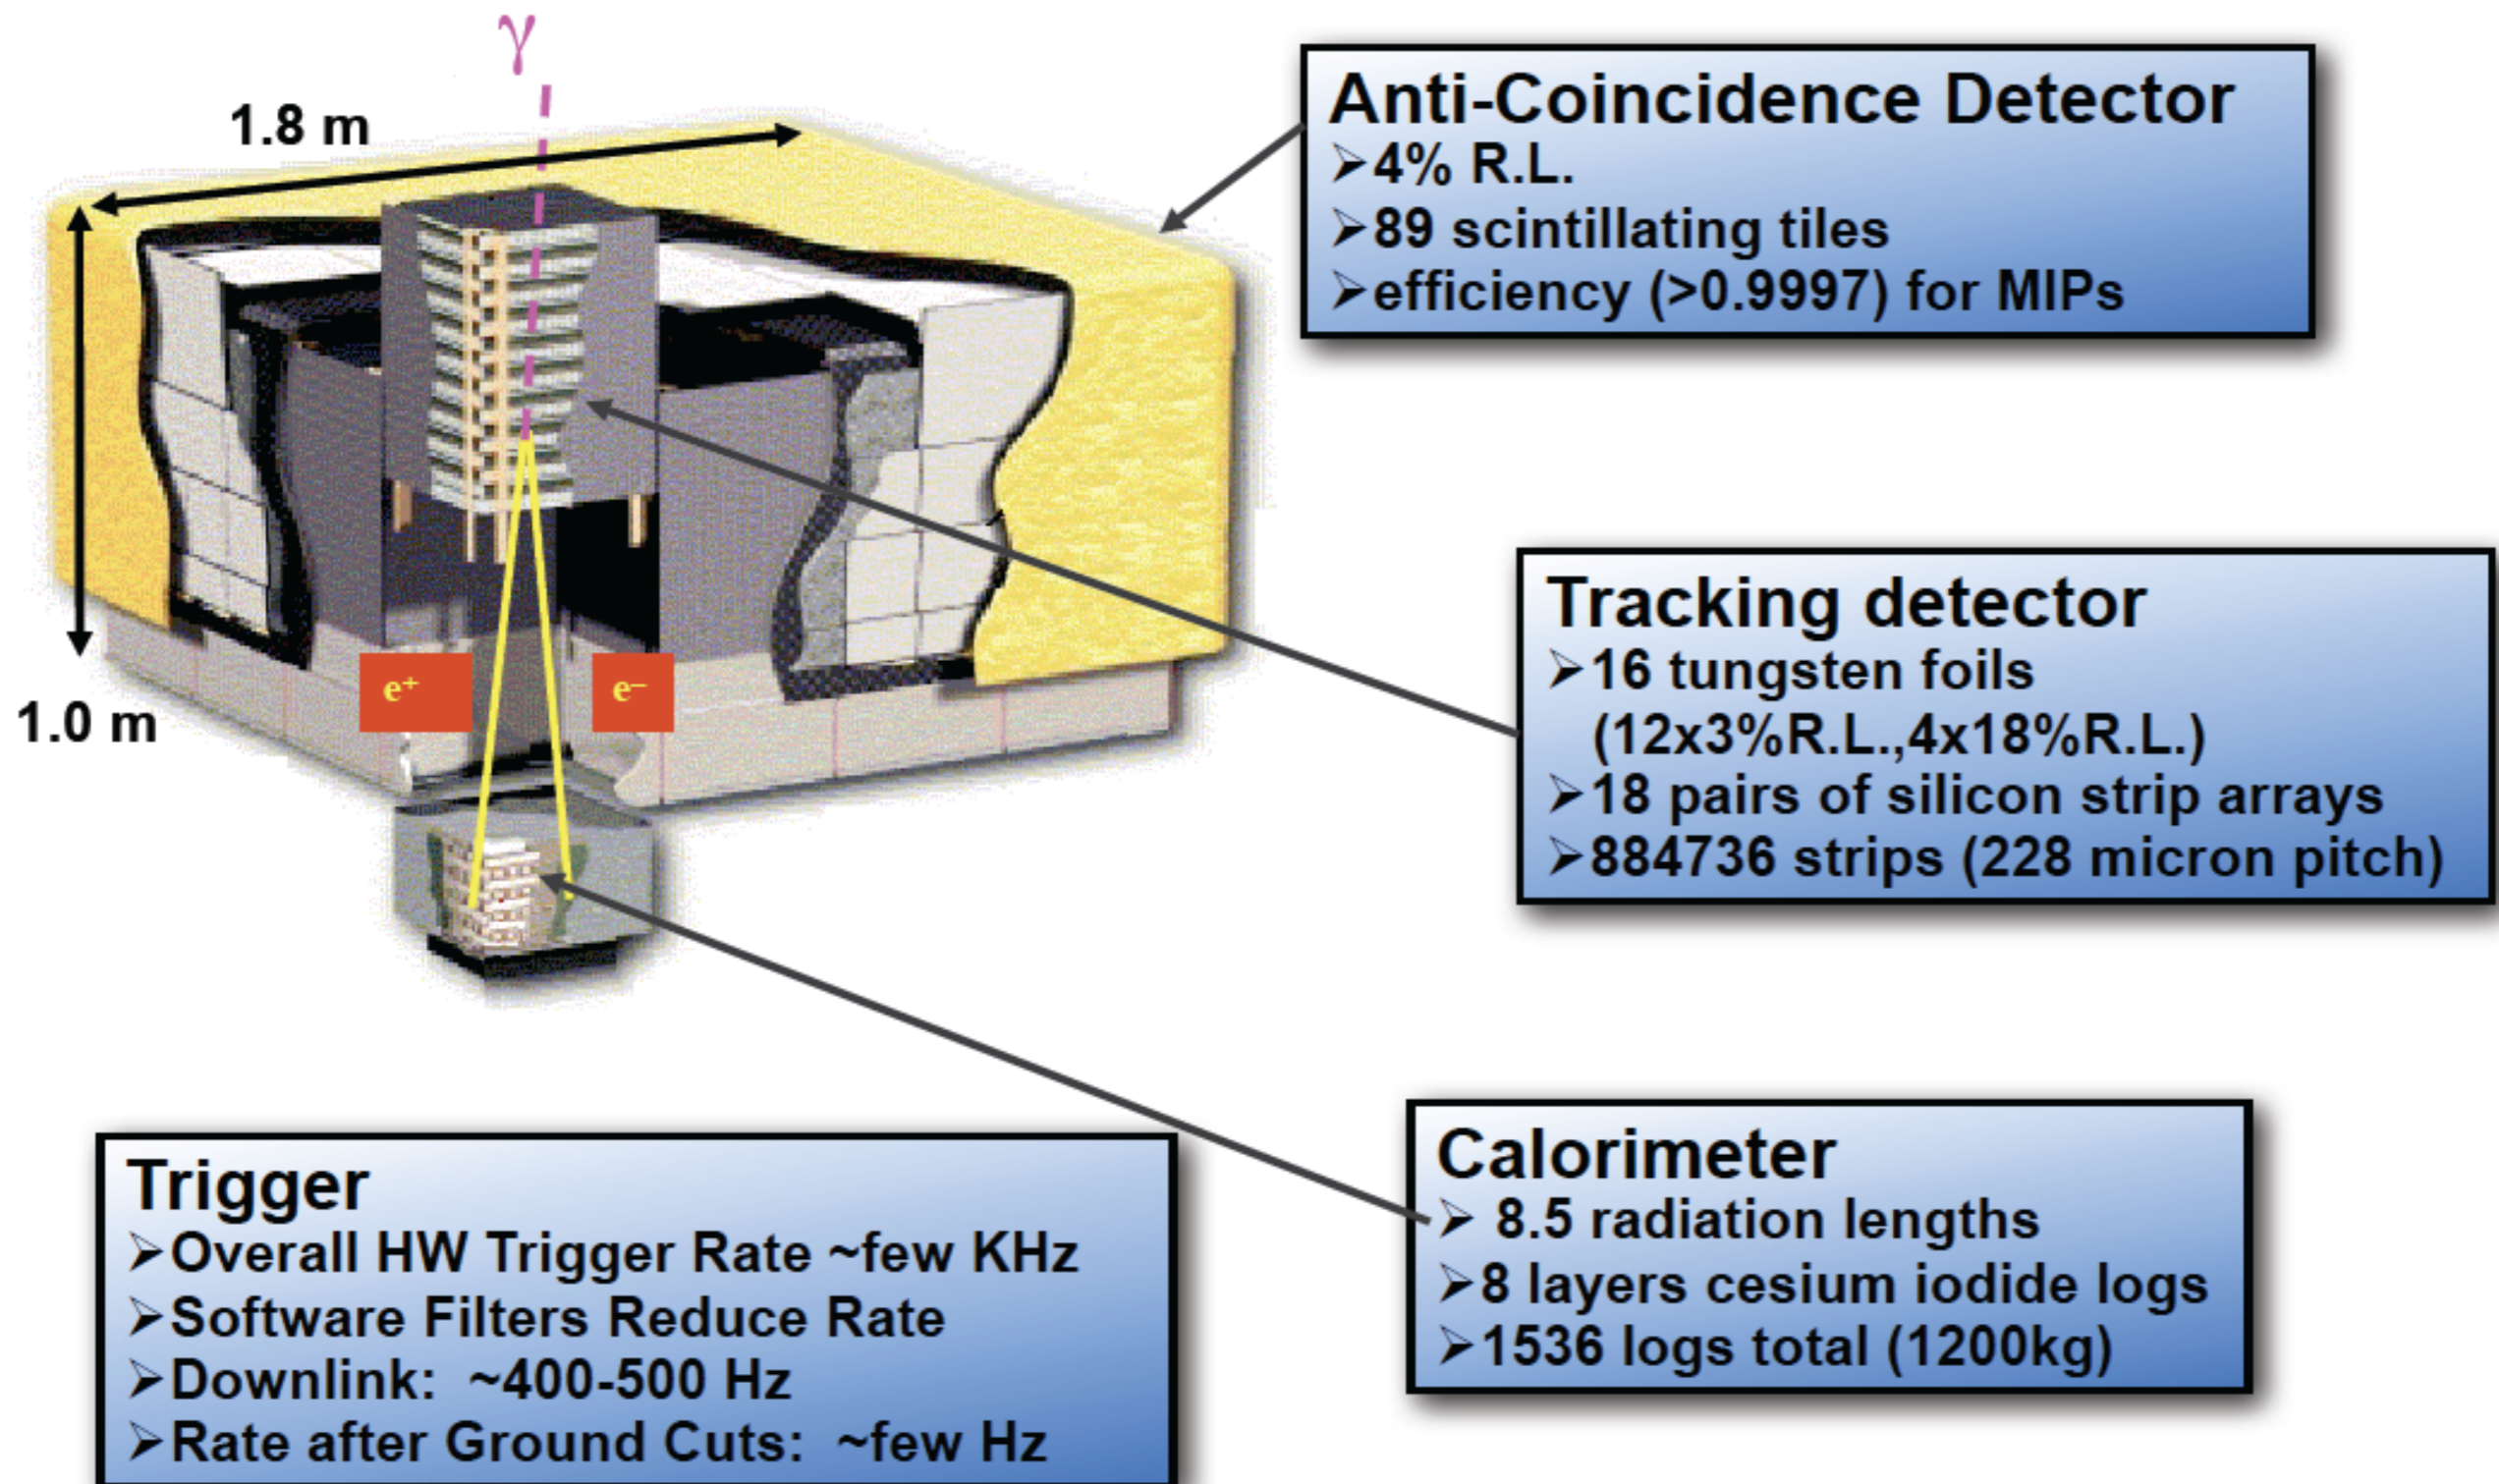 γ
1.8 m
1.0 m
e⁺
e⁻
Anti-Coincidence Detector
➢4% R.L.
➢89 scintillating tiles
➢efficiency (>0.9997) for MIPs
Tracking detector
➢16 tungsten foils
(12x3%R.L.,4x18%R.L.)
➢18 pairs of silicon strip arrays
➢884736 strips (228 micron pitch)
Calorimeter
➢ 8.5 radiation lengths
➢8 layers cesium iodide logs
➢1536 logs total (1200kg)
Trigger
➢Overall HW Trigger Rate ~few KHz
➢Software Filters Reduce Rate
➢Downlink: ~400-500 Hz
➢Rate after Ground Cuts: ~few Hz